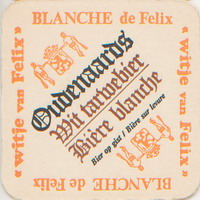 BLANCHE de Felix
« Witje van Felix »
Oudenaards
Wit tarwebier
Bière blanche
Bier op gist / Bière sur levure
« Witje van Felix »
BLANCHE de Felix